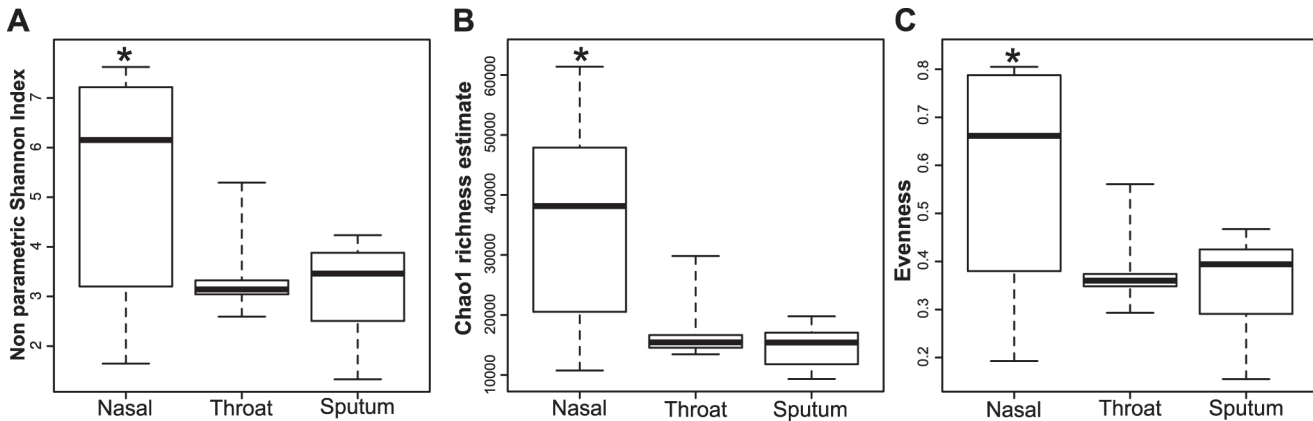 A
Non parametric Shannon Index
7
6
5
4
3
2
*
Nasal
Throat
Sputum
B
Chao1 richness estimate
60000
50000
40000
30000
20000
10000
*
Nasal
Throat
Sputum
C
Evenness
0.8
0.7
0.6
0.5
0.4
0.3
0.2
*
Nasal
Throat
Sputum